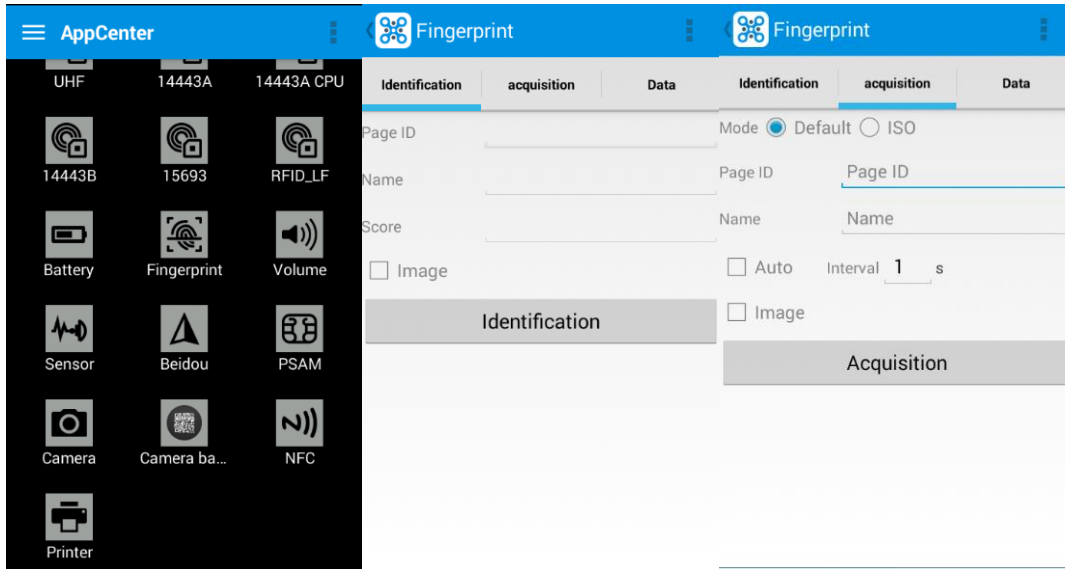 AppCenter
UHF
14443A
14443A CPU
14443B
15693
RFID_LF
Battery
Fingerprint
Volume
Sensor
Beidou
PSAM
Camera
Camera ba...
NFC
Printer
Fingerprint
Identification
acquisition
Data
Page ID
Name
Score
Image
Identification
Fingerprint
Identification
acquisition
Data
Mode Default ISO
Page ID Page ID
Name Name
Auto Interval 1 s
Image
Acquisition